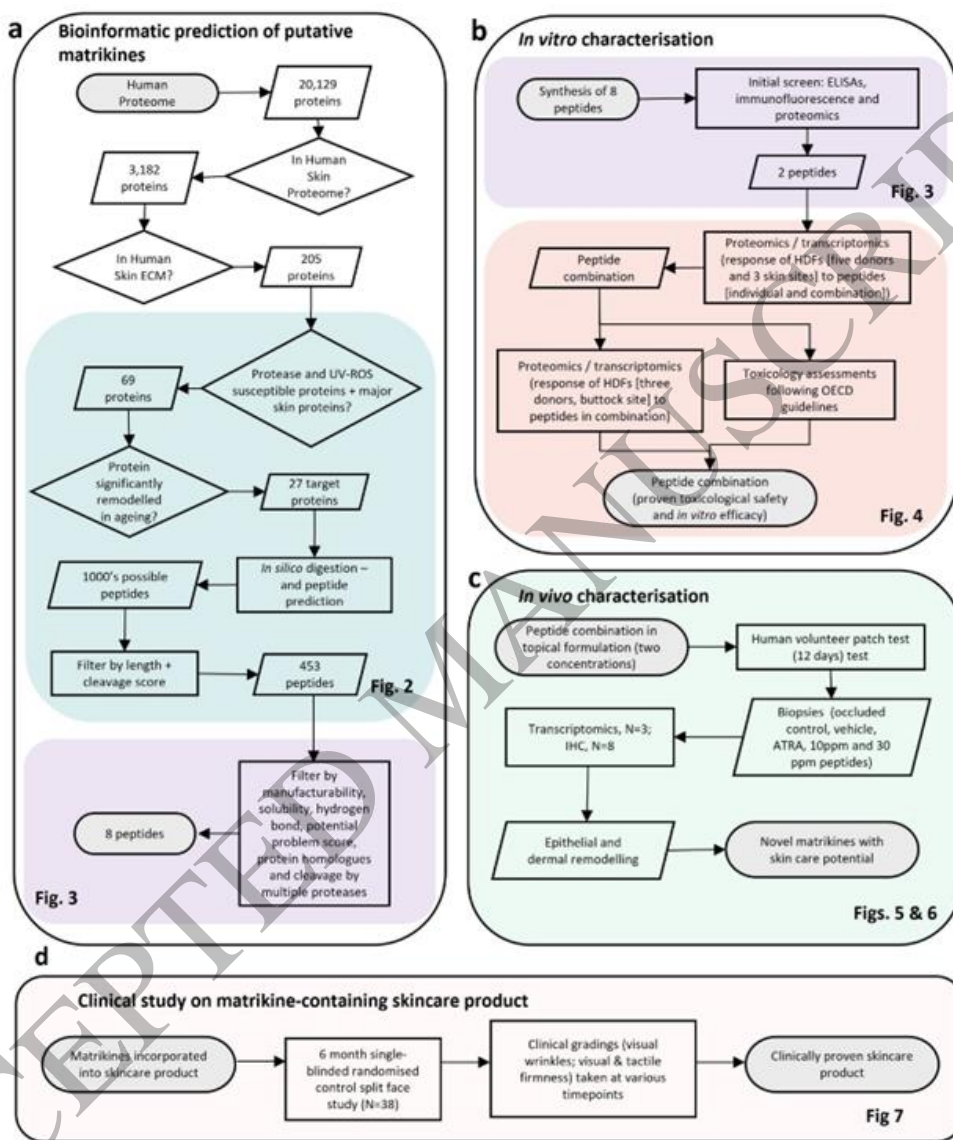 a
Bioinformatic prediction of putative
matrikines
Human
Proteome
20,129
proteins
In Human
Skin
Proteome?
3,182
proteins
In Human
Skin ECM?
205
proteins
Protease and UV-ROS
susceptible proteins + major
skin proteins?
69
proteins
Protein
significantly
remodelled
in ageing?
27 target
proteins
In silico digestion –
and peptide
prediction
1000's possible
peptides
Filter by length +
cleavage score
453
peptides
Fig. 2
Filter by
manufacturability,
solubility, hydrogen
bond, potential
problem score,
protein homologues
and cleavage by
multiple proteases
8 peptides
Fig. 3
b
In vitro characterisation
Synthesis of 8
peptides
Initial screen: ELISAs,
immunofluorescence and
proteomics
2 peptides
Fig. 3
Proteomics / transcriptomics
(response of HDFs [five donors
and 3 skin sites] to peptides
[individual and combination])
Peptide
combination
Proteomics / transcriptomics
(response of HDFs [three
donors, buttock site] to
peptides in combination]
Toxicology assessments
following OECD
guidelines
Peptide combination
(proven toxicological safety
and in vitro efficacy)
Fig. 4
c
In vivo characterisation
Peptide combination in
topical formulation (two
concentrations)
Human volunteer patch test
(12 days) test
Biopsies (occluded
control, vehicle,
ATRA, 10ppm and 30
ppm peptides)
Transcriptomics, N=3;
IHC, N=8
Epithelial and
dermal remodelling
Novel matrikines with
skin care potential
Figs. 5 & 6
d
Clinical study on matrikine-containing skincare product
Matrikines incorporated
into skincare product
6 month single-
blinded randomised
control split face
study (N=38)
Clinical gradings (visual
wrinkles; visual & tactile
firmness) taken at various
timepoints
Clinically proven skincare
product
Fig 7
CCEPTED MANUSCRIP